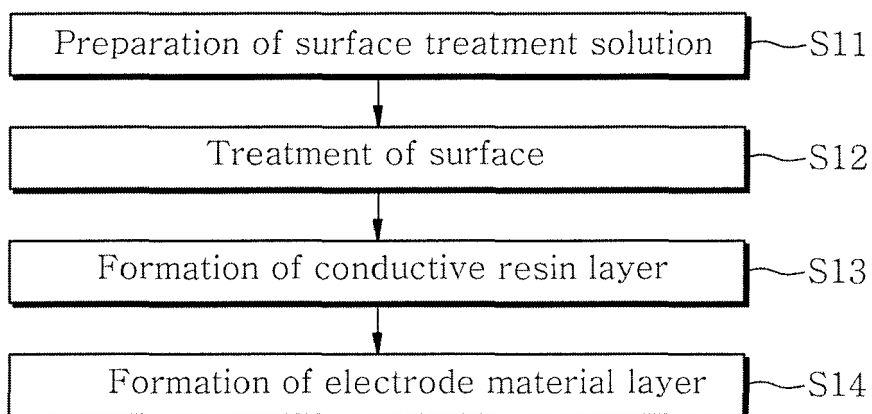 Preparation of surface treatment solution S11
Treatment of surface S12
Formation of conductive resin layer S13
Formation of electrode material layer S14